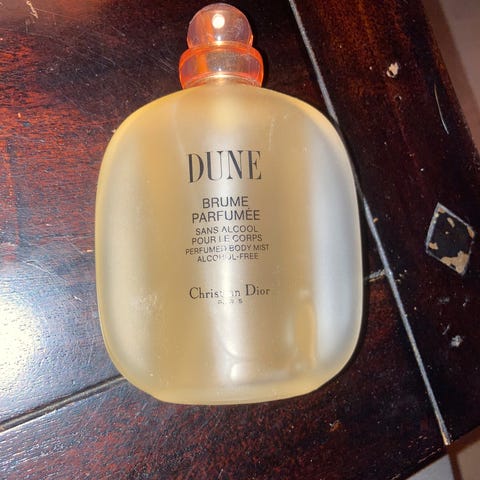 DUNE
BRUME
PARFUMÉE
SANS ALCOOL
POUR LE CORPS
PERFUMED BODY MIST
ALCOHOL-FREE
Christian Dior
PARIS